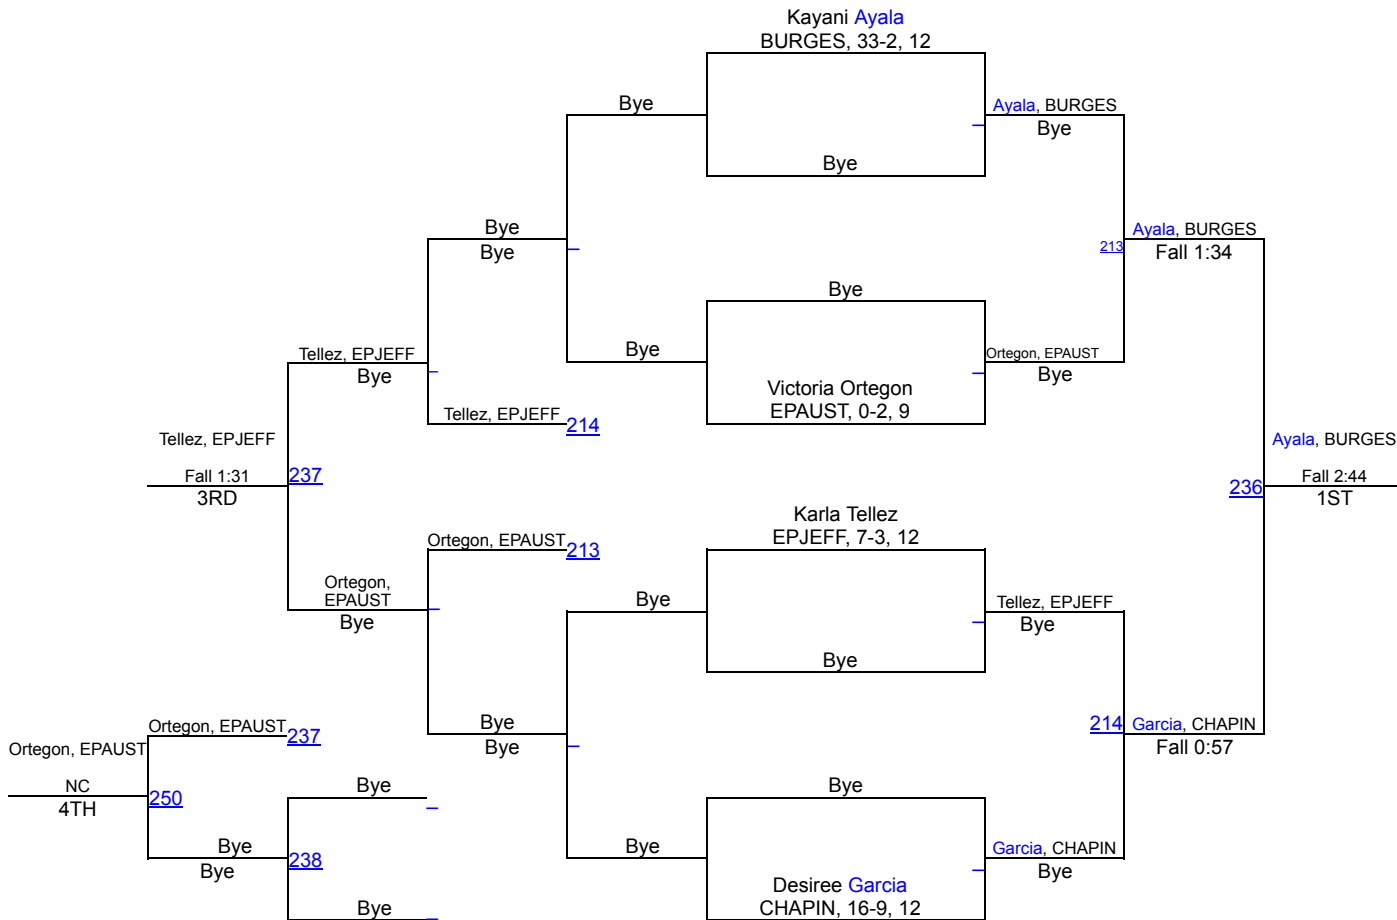 Kayani Ayala
BURGES, 33-2, 12
Bye
Ayala, BURGES
Bye
Bye
Bye
Bye
Ayala, BURGES
213
Fall 1:34
Bye
Tellez, EPJEFF
Bye
Bye
Ortegon, EPAUST
Bye
Victoria Ortegon
EPAUST, 0-2, 9
Tellez, EPJEFF
214
Tellez, EPJEFF
Fall 1:31
237
3RD
Ayala, BURGES
236
Fall 2:44
1ST
Karla Tellez
EPJEFF, 7-3, 12
Ortegon, EPAUST
213
Ortegon,
EPAUST
Bye
Bye
Tellez, EPJEFF
Bye
Bye
Ortegon, EPAUST
Ortegon, EPAUST
237
Bye
Bye
214
Garcia, CHAPIN
Fall 0:57
NC
4TH
250
Bye
Bye
Bye
Bye
238
Bye
Bye
Garcia, CHAPIN
Bye
Desiree Garcia
CHAPIN, 16-9, 12